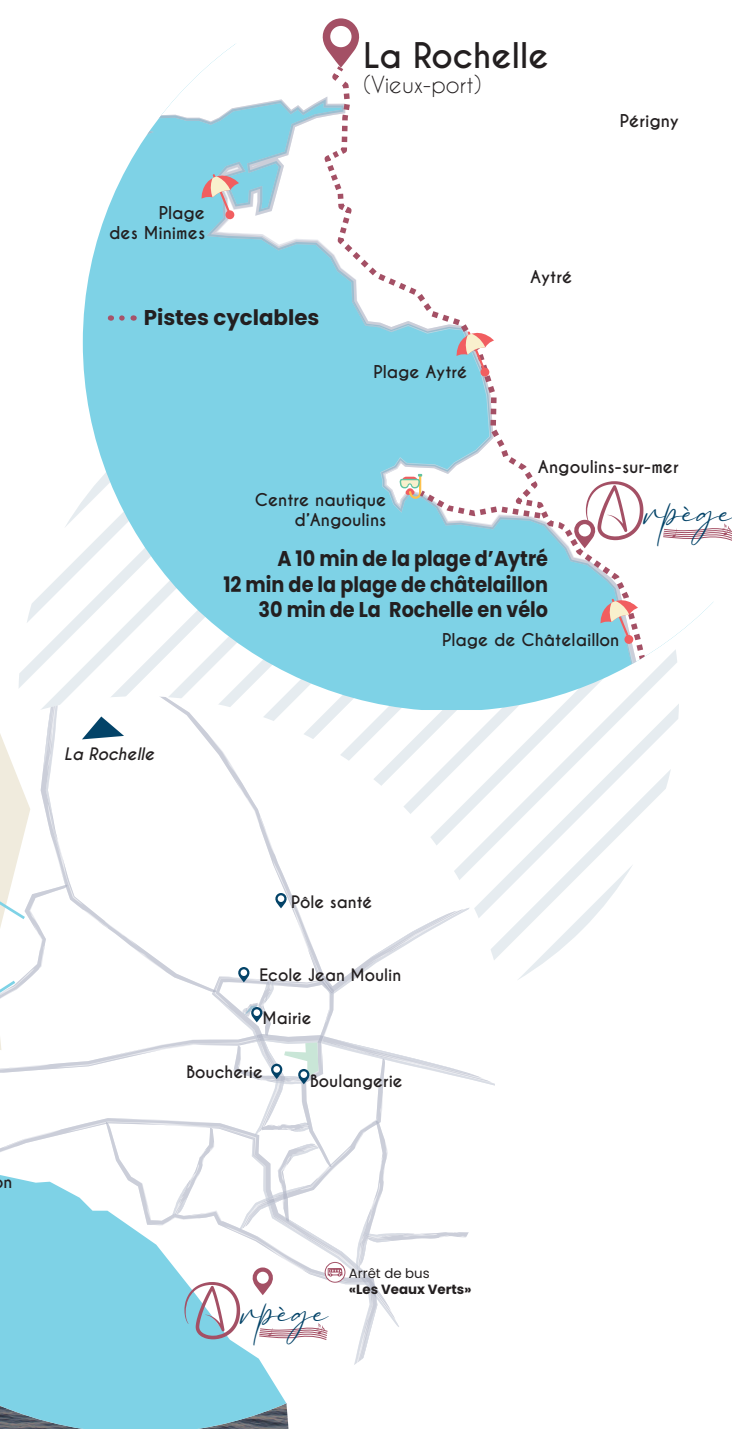 La Rochelle
(Vieux-port)
Périgny
Plage
des Minimes
Aytré
Pistes cyclables
Plage Aytré
Angoulins-sur-mer
Centre nautique
d'Angoulins
Arpège
A 10 min de la plage d'Aytré
12 min de la plage de châtelaillon
30 min de La Rochelle en vélo
Plage de Châtelaillon
La Rochelle
Pôle santé
Ecole Jean Moulin
Mairie
Boucherie
Boulangerie
on
Arrêt de bus
«Les Veaux Verts»
Arpège